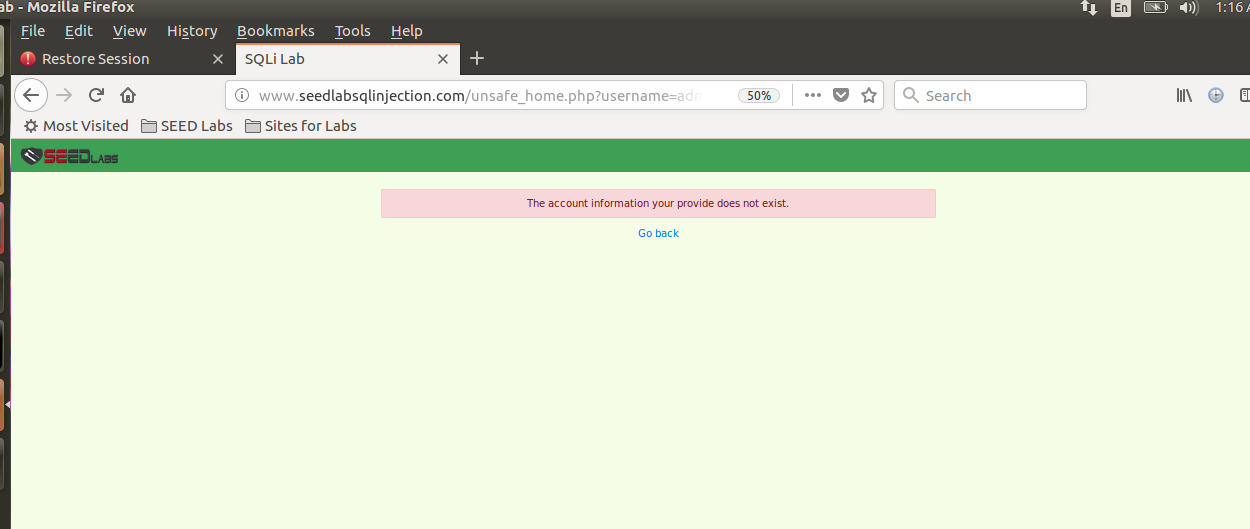 ab - Mozilla Firefox En 1:16
File Edit View History Bookmarks Tools Help
Restore Session SQLi Lab
www.seedlabsqlinjection.com/unsafe_home.php?username=adm 50% Search
Most Visited SEED Labs Sites for Labs
SEEDLABS
The account information your provide does not exist.
Go back